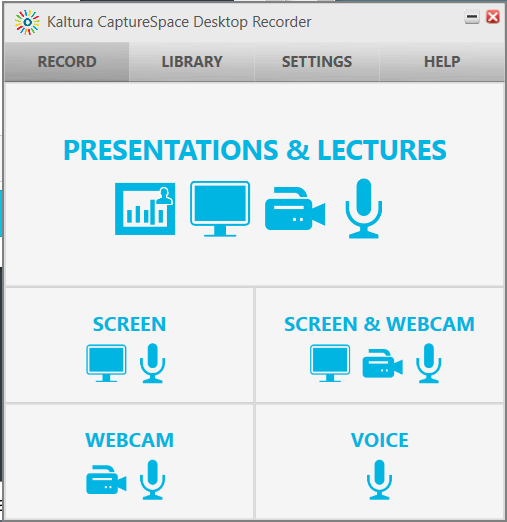 Kaltura CaptureSpace Desktop Recorder
RECORD LIBRARY SETTINGS HELP
PRESENTATIONS & LECTURES
SCREEN
SCREEN & WEBCAM
WEBCAM
VOICE